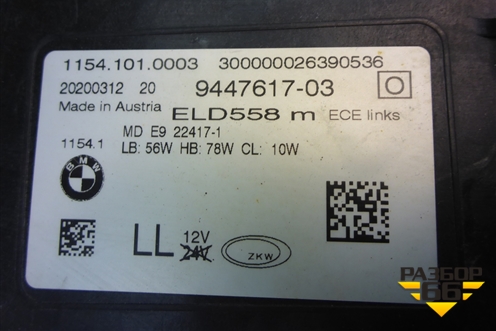 1154.101.0003 300000026390536
20200312 20 9447617-03 O
Made in Austria ELD558 m ECE links
MD E9 22417-1
1154.1 LB: 56W HB: 78W CL: 10W
BMW
LL 12V
24V
ZKW
РАЗБОР
66